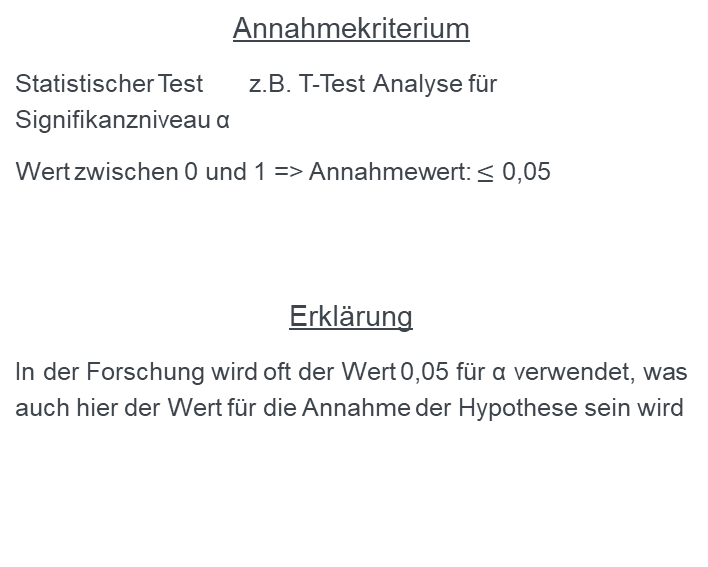 Annahmekriterium
Statistischer Test z.B. T-Test Analyse für
Signifikanzniveau α
Wert zwischen 0 und 1 => Annahmewert: ≤ 0,05
Erklärung
In der Forschung wird oft der Wert 0,05 für α verwendet, was
auch hier der Wert für die Annahme der Hypothese sein wird